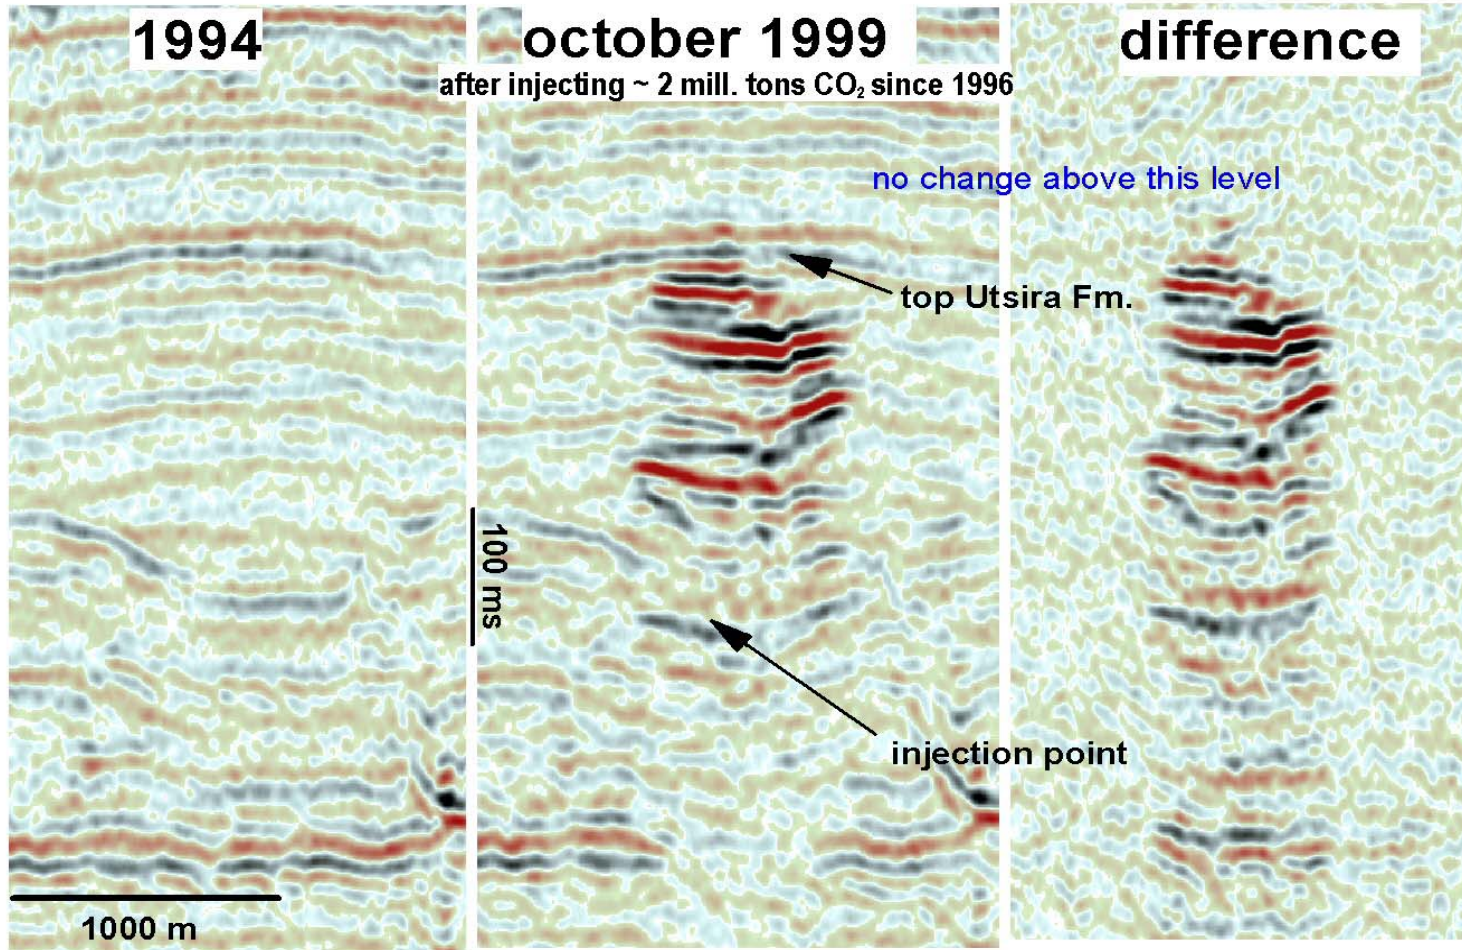 1994
october 1999
difference
after injecting ~ 2 mill. tons CO₂ since 1996
no change above this level
top Utsira Fm.
100 ms
injection point
1000 m